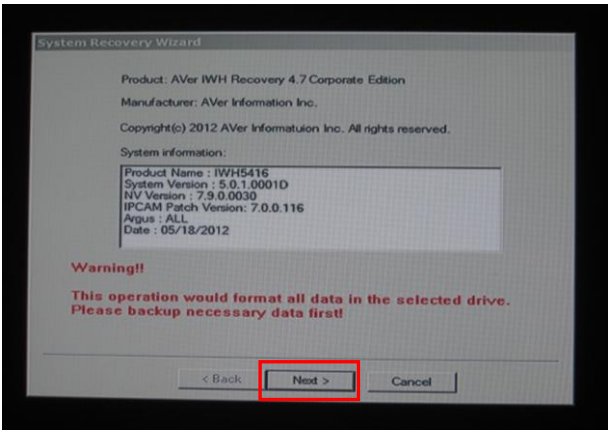 System Recovery Wizard
Product: AVer IWH Recovery 4.7 Corporate Edition
Manufacturer: AVer Information Inc.
Copyright(c) 2012 AVer Informatuion Inc. All rights reserved.
System information:
Product Name : IWH5416
System Version : 5.0.1.0001D
NV Version : 7.9.0.0030
IPCAM Patch Version: 7.0.0.116
Argus : ALL
Date : 05/18/2012
Warning!!
This operation would format all data in the selected drive.
Please backup necessary data first!
< Back Next > Cancel